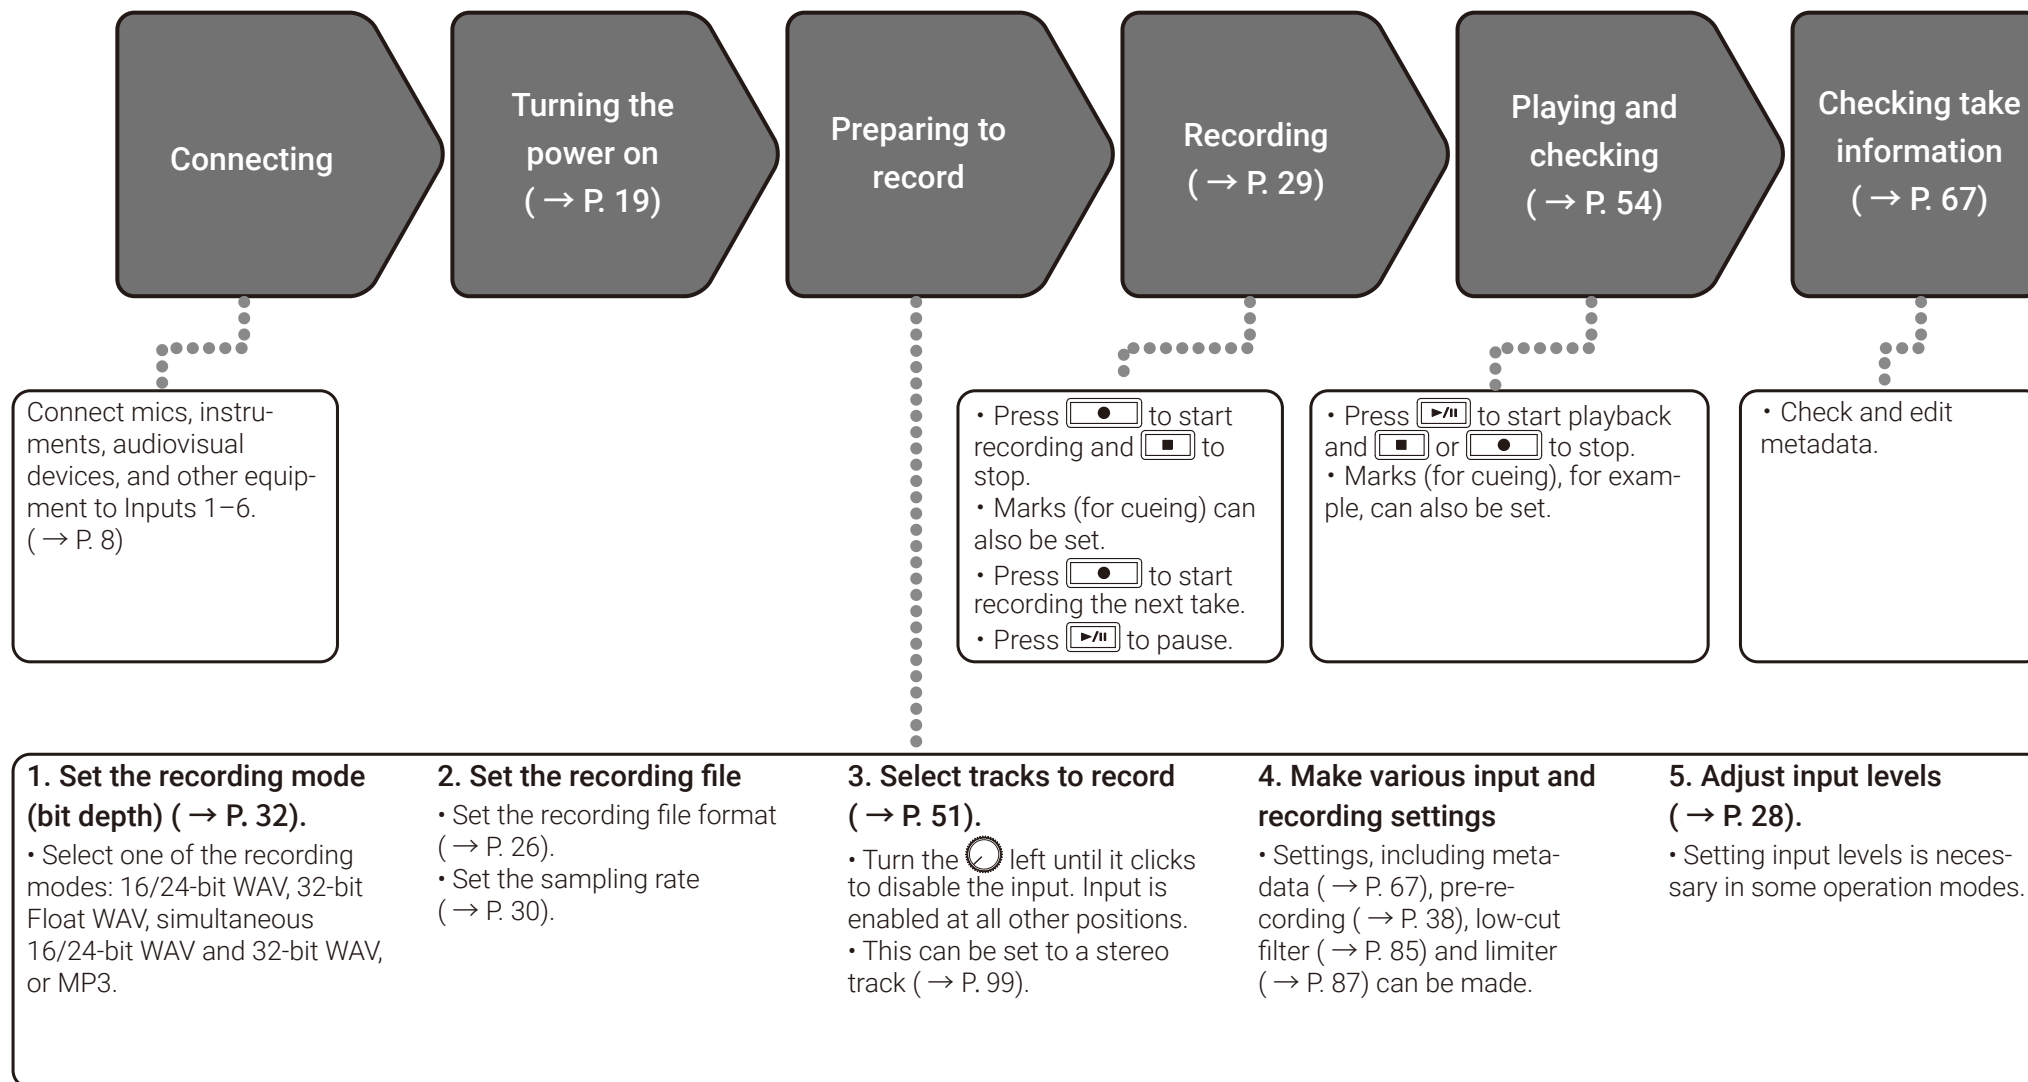 Connecting
Turning the
power on
( → P. 19)
Preparing to
record
Recording
( → P. 29)
Playing and
checking
( → P. 54)
Checking take
information
( → P. 67)
Connect mics, instru-
ments, audiovisual
devices, and other equip-
ment to Inputs 1–6.
( → P. 8)
• Press to start
recording and to
stop.
• Marks (for cueing) can
also be set.
• Press to start
recording the next take.
• Press to pause.
• Press to start playback
and or to stop.
• Marks (for cueing), for exam-
ple, can also be set.
• Check and edit
metadata.
1. Set the recording mode
(bit depth) ( → P. 32).
• Select one of the recording
modes: 16/24-bit WAV, 32-bit
Float WAV, simultaneous
16/24-bit WAV and 32-bit WAV,
or MP3.
2. Set the recording file
• Set the recording file format
( → P. 26).
• Set the sampling rate
( → P. 30).
3. Select tracks to record
( → P. 51).
• Turn the left until it clicks
to disable the input. Input is
enabled at all other positions.
• This can be set to a stereo
track ( → P. 99).
4. Make various input and
recording settings
• Settings, including meta-
data ( → P. 67), pre-re-
cording ( → P. 38), low-cut
filter ( → P. 85) and limiter
( → P. 87) can be made.
5. Adjust input levels
( → P. 28).
• Setting input levels is neces-
sary in some operation modes.